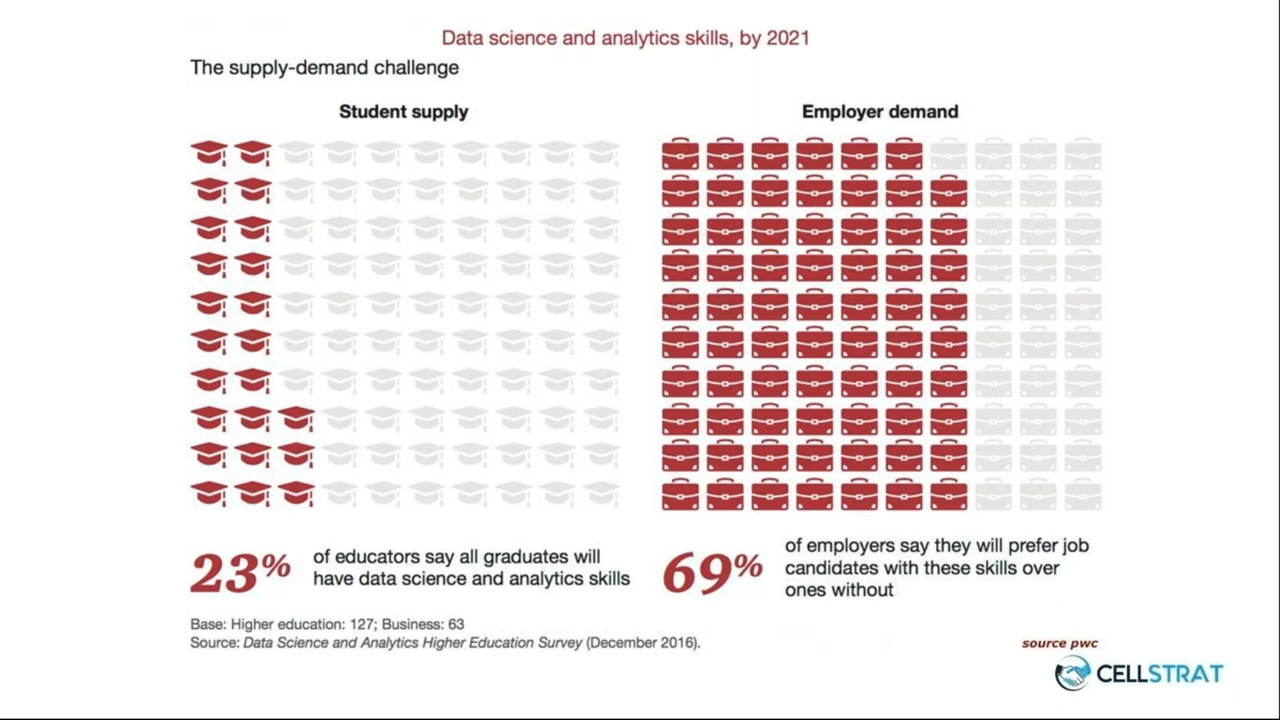 Data science and analytics skills, by 2021
The supply-demand challenge
Student supply
Employer demand
23%
of educators say all graduates will
have data science and analytics skills
69%
of employers say they will prefer job
candidates with these skills over
ones without
Base: Higher education: 127; Business: 63
Source: Data Science and Analytics Higher Education Survey (December 2016).
source pwc
CELLSTRAT